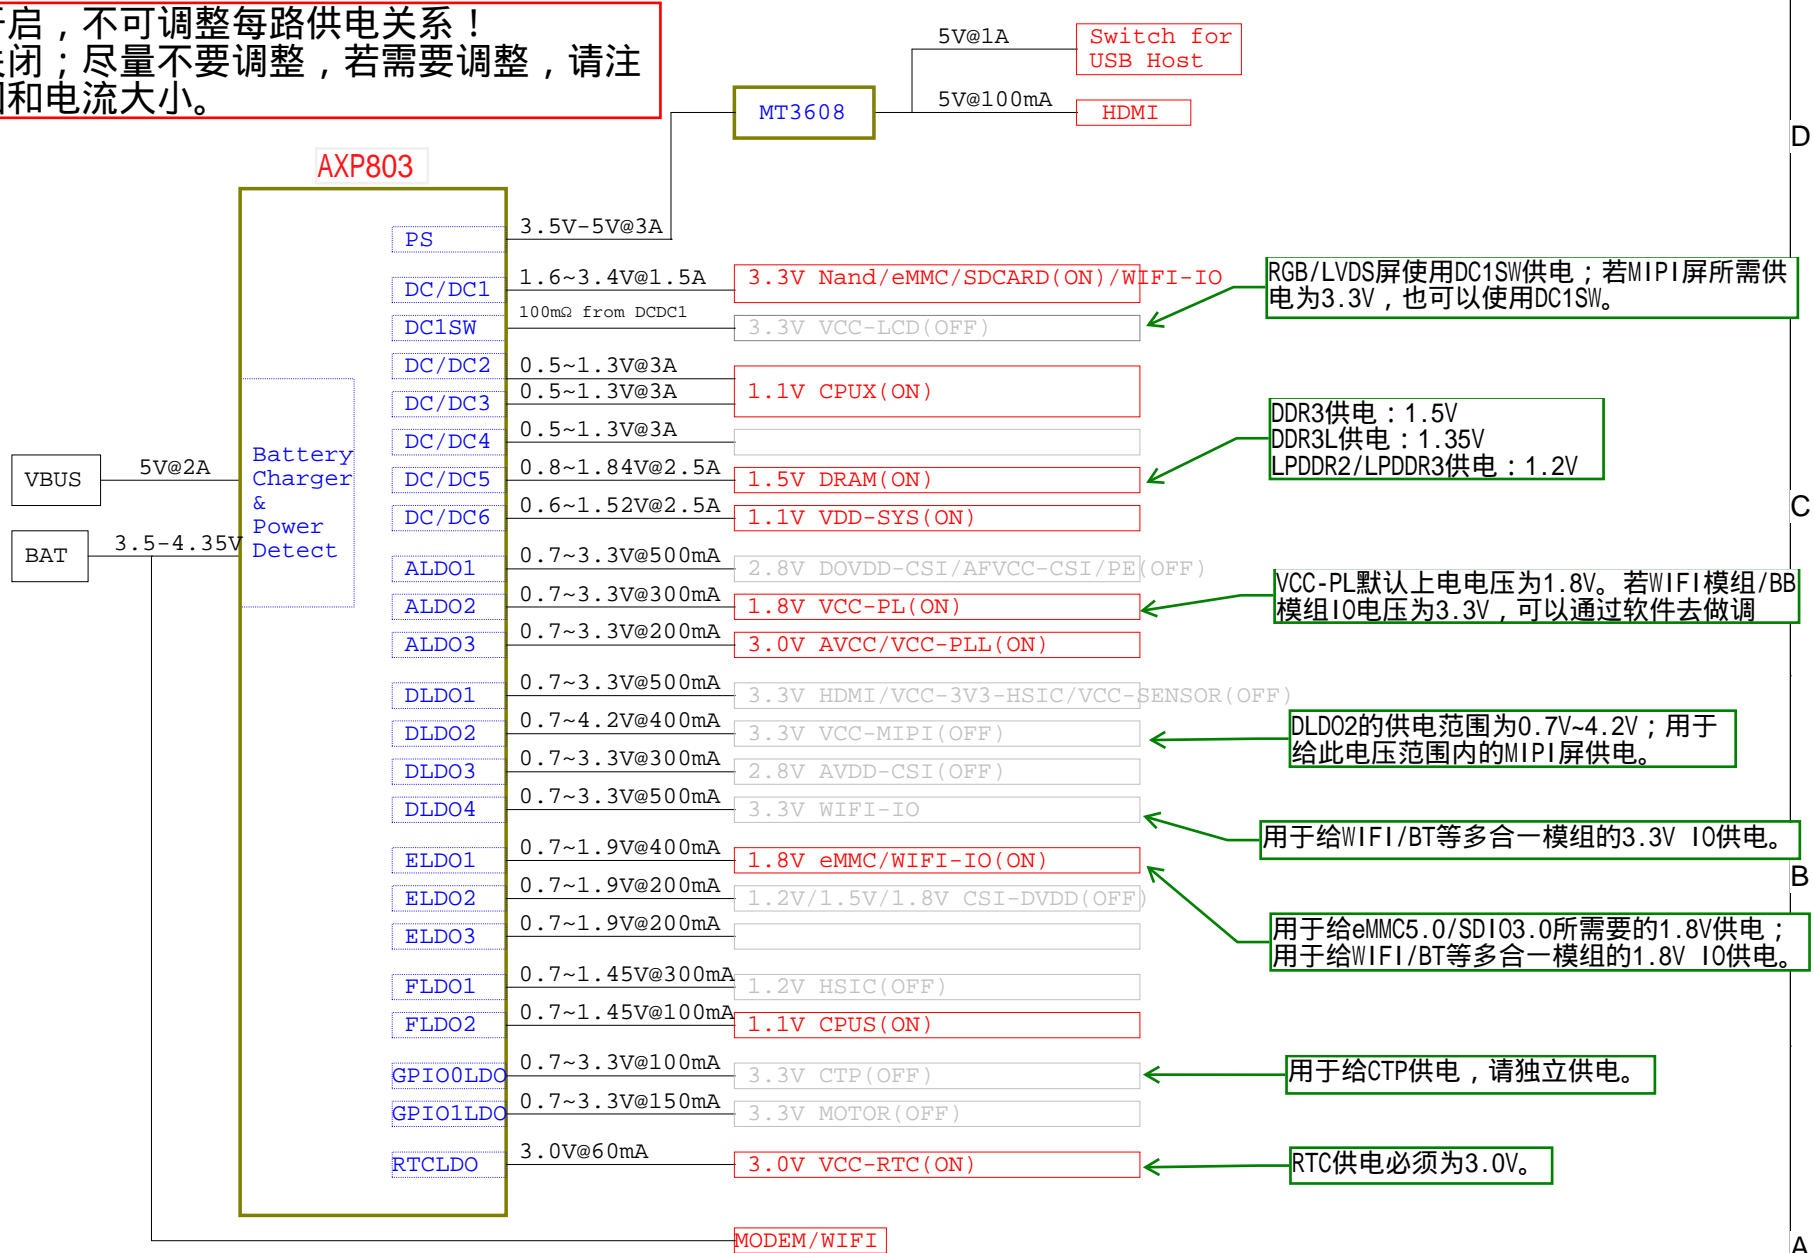 开启，不可调整每路供电关系！
关闭；尽量不要调整，若需要调整，请注
和电流大小。
5V@1A
Switch for
USB Host
MT3608
5V@100mA
HDMI
D
AXP803
PS
3.5V-5V@3A
DC/DC1
1.6~3.4V@1.5A
3.3V Nand/eMMC/SDCARD(ON)/WIFI-IO
RGB/LVDS屏使用DC1SW供电；若MIPI屏所需供
电为3.3V，也可以使用DC1SW。
DC1SW
100mΩ from DCDC1
3.3V VCC-LCD(OFF)
DC/DC2
0.5~1.3V@3A
DC/DC3
0.5~1.3V@3A
1.1V CPUX(ON)
DC/DC4
0.5~1.3V@3A
DDR3供电：1.5V
DDR3L供电：1.35V
LPDDR2/LPDDR3供电：1.2V
DC/DC5
0.8~1.84V@2.5A
1.5V DRAM(ON)
DC/DC6
0.6~1.52V@2.5A
1.1V VDD-SYS(ON)
C
VBUS
5V@2A
BAT
3.5-4.35V
Battery
Charger
&
Power
Detect
ALDO1
0.7~3.3V@500mA
2.8V DOVDD-CSI/AFVCC-CSI/PE(OFF)
ALDO2
0.7~3.3V@300mA
1.8V VCC-PL(ON)
VCC-PL默认上电电压为1.8V。若WIFI模组/BB
模组IO电压为3.3V，可以通过软件去做调
ALDO3
0.7~3.3V@200mA
3.0V AVCC/VCC-PLL(ON)
DLDO1
0.7~3.3V@500mA
3.3V HDMI/VCC-3V3-HSIC/VCC-SENSOR(OFF)
DLDO2
0.7~4.2V@400mA
3.3V VCC-MIPI(OFF)
DLDO2的供电范围为0.7V~4.2V；用于
给此电压范围内的MIPI屏供电。
DLDO3
0.7~3.3V@300mA
2.8V AVDD-CSI(OFF)
DLDO4
0.7~3.3V@500mA
3.3V WIFI-IO
用于给WIFI/BT等多合一模组的3.3V IO供电。
ELDO1
0.7~1.9V@400mA
1.8V eMMC/WIFI-IO(ON)
B
ELDO2
0.7~1.9V@200mA
1.2V/1.5V/1.8V CSI-DVDD(OFF)
ELDO3
0.7~1.9V@200mA
用于给eMMC5.0/SDIO3.0所需要的1.8V供电；
用于给WIFI/BT等多合一模组的1.8V IO供电。
FLDO1
0.7~1.45V@300mA
1.2V HSIC(OFF)
FLDO2
0.7~1.45V@100mA
1.1V CPUS(ON)
GPIO0LDO
0.7~3.3V@100mA
3.3V CTP(OFF)
用于给CTP供电，请独立供电。
GPIO1LDO
0.7~3.3V@150mA
3.3V MOTOR(OFF)
RTCLDO
3.0V@60mA
3.0V VCC-RTC(ON)
RTC供电必须为3.0V。
MODEM/WIFI
A